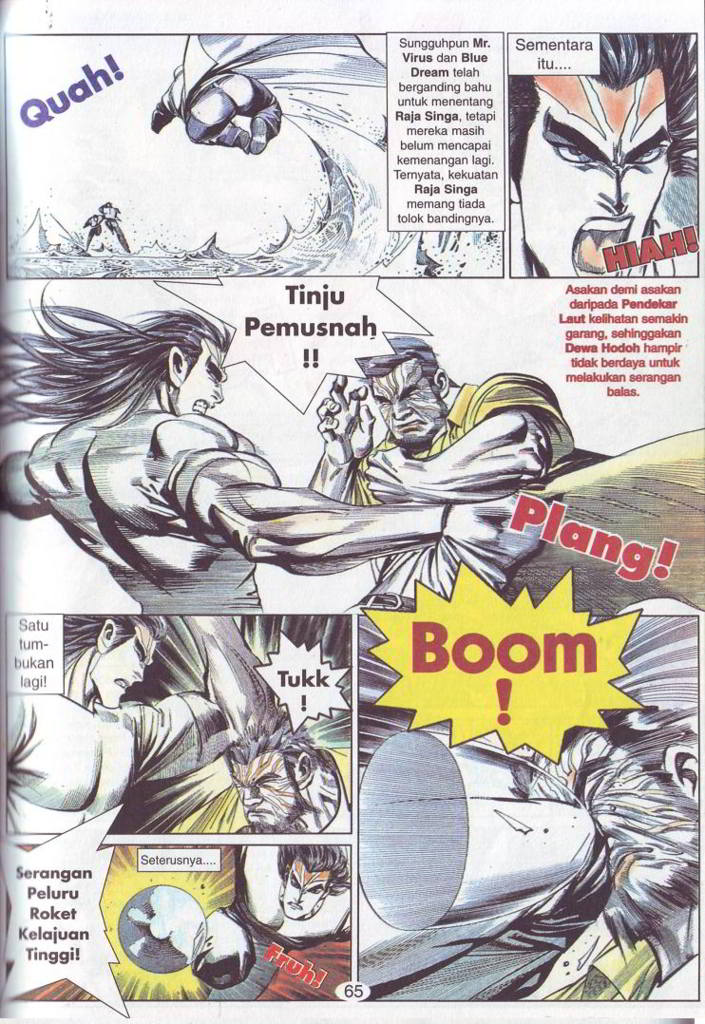 Quah!
Sungguhpun Mr.
Virus dan Blue
Dream telah
berganding bahu
untuk menentang
Raja Singa, tetapi
mereka masih
belum mencapai
kemenangan lagi.
Ternyata, kekuatan
Raja Singa
memang tiada
tolok bandingnya.
Sementara
itu....
HIAH!
Tinju
Pemusnah
!!
Asakan demi asakan
daripada Pendekar
Laut kelihatan semakin
garang, sehinggakan
Dewa Hodoh hampir
tidak berdaya untuk
melakukan serangan
balas.
Plang!
Satu
tum-
bukan
lagi!
Tukk
!
Boom
!
Serangan
Peluru
Roket
Kelajuan
Tinggi!
Seterusnya....
Fruh!
65